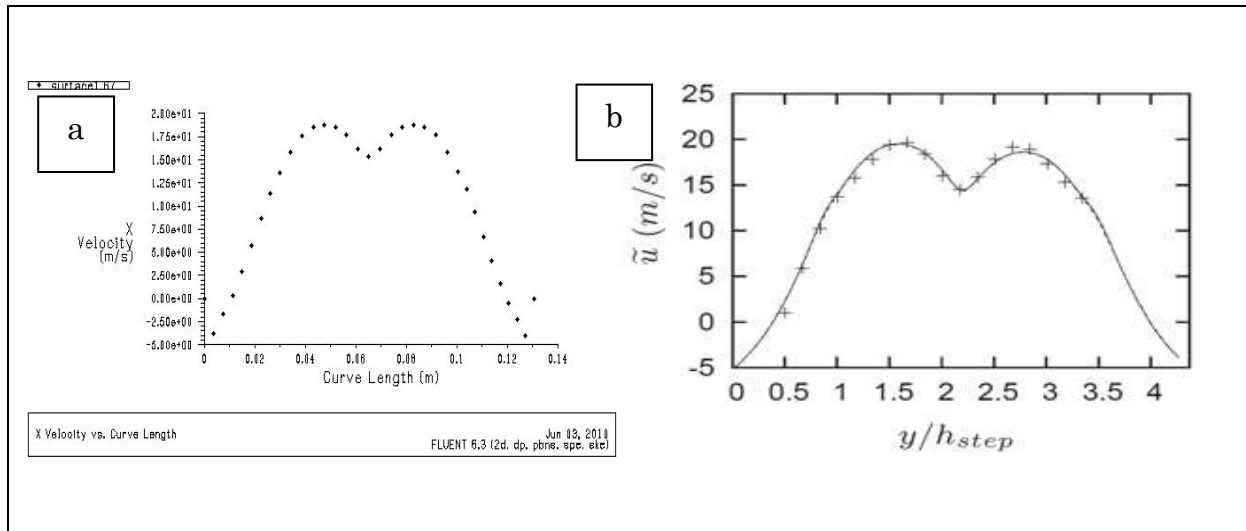 a
2.00e+01
1.75e+01
1.50e+01
1.25e+01
1.00e+01
7.50e+00
5.00e+00
2.50e+00
0.00e+00
-2.50e+00
-5.00e+00
X
Velocity
(m/s)
0 0.02 0.04 0.06 0.08 0.1 0.12 0.14
Curve Length (m)
X Velocity vs. Curve Length
Jun 03, 2010
FLUENT 6.3 (2d, dp, pbns, spe, ske)
b
25
20
15
10
5
0
-5
ũ (m/s)
0 0.5 1 1.5 2 2.5 3 3.5 4
y/h_step